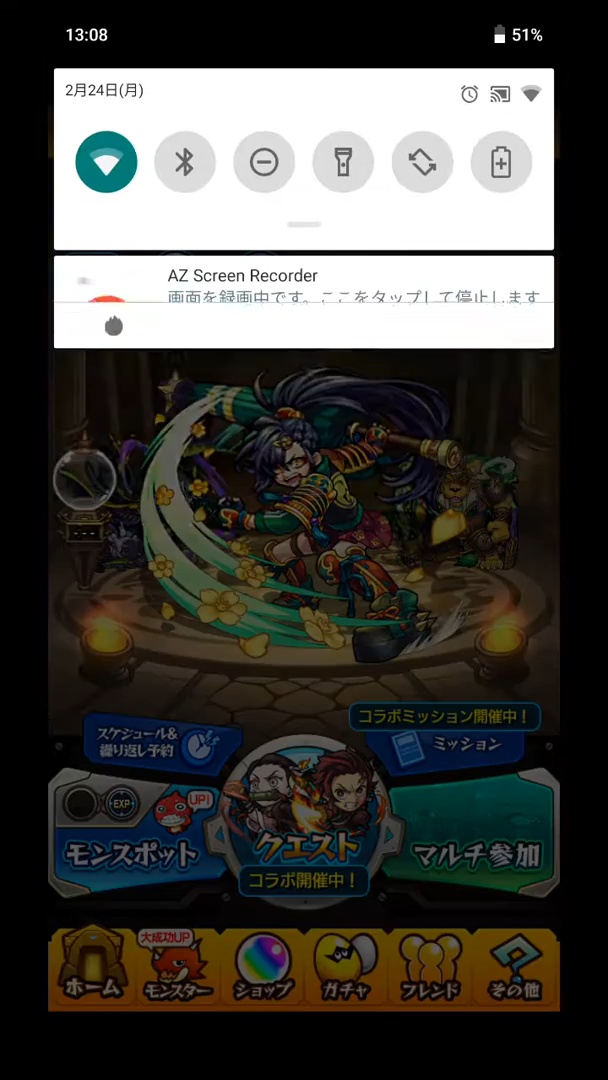 13:08
51%
2月24日(月)
AZ Screen Recorder
画面を録画中です。ここをタップして停止します
コラボミッション開催中！
スケジュール&
繰り返し予約
ミッション
EXP
UP!
モンスポット
クエスト
マルチ参加
コラボ開催中！
大成功UP
ホーム
モンスター
ショップ
ガチャ
フレンド
その他